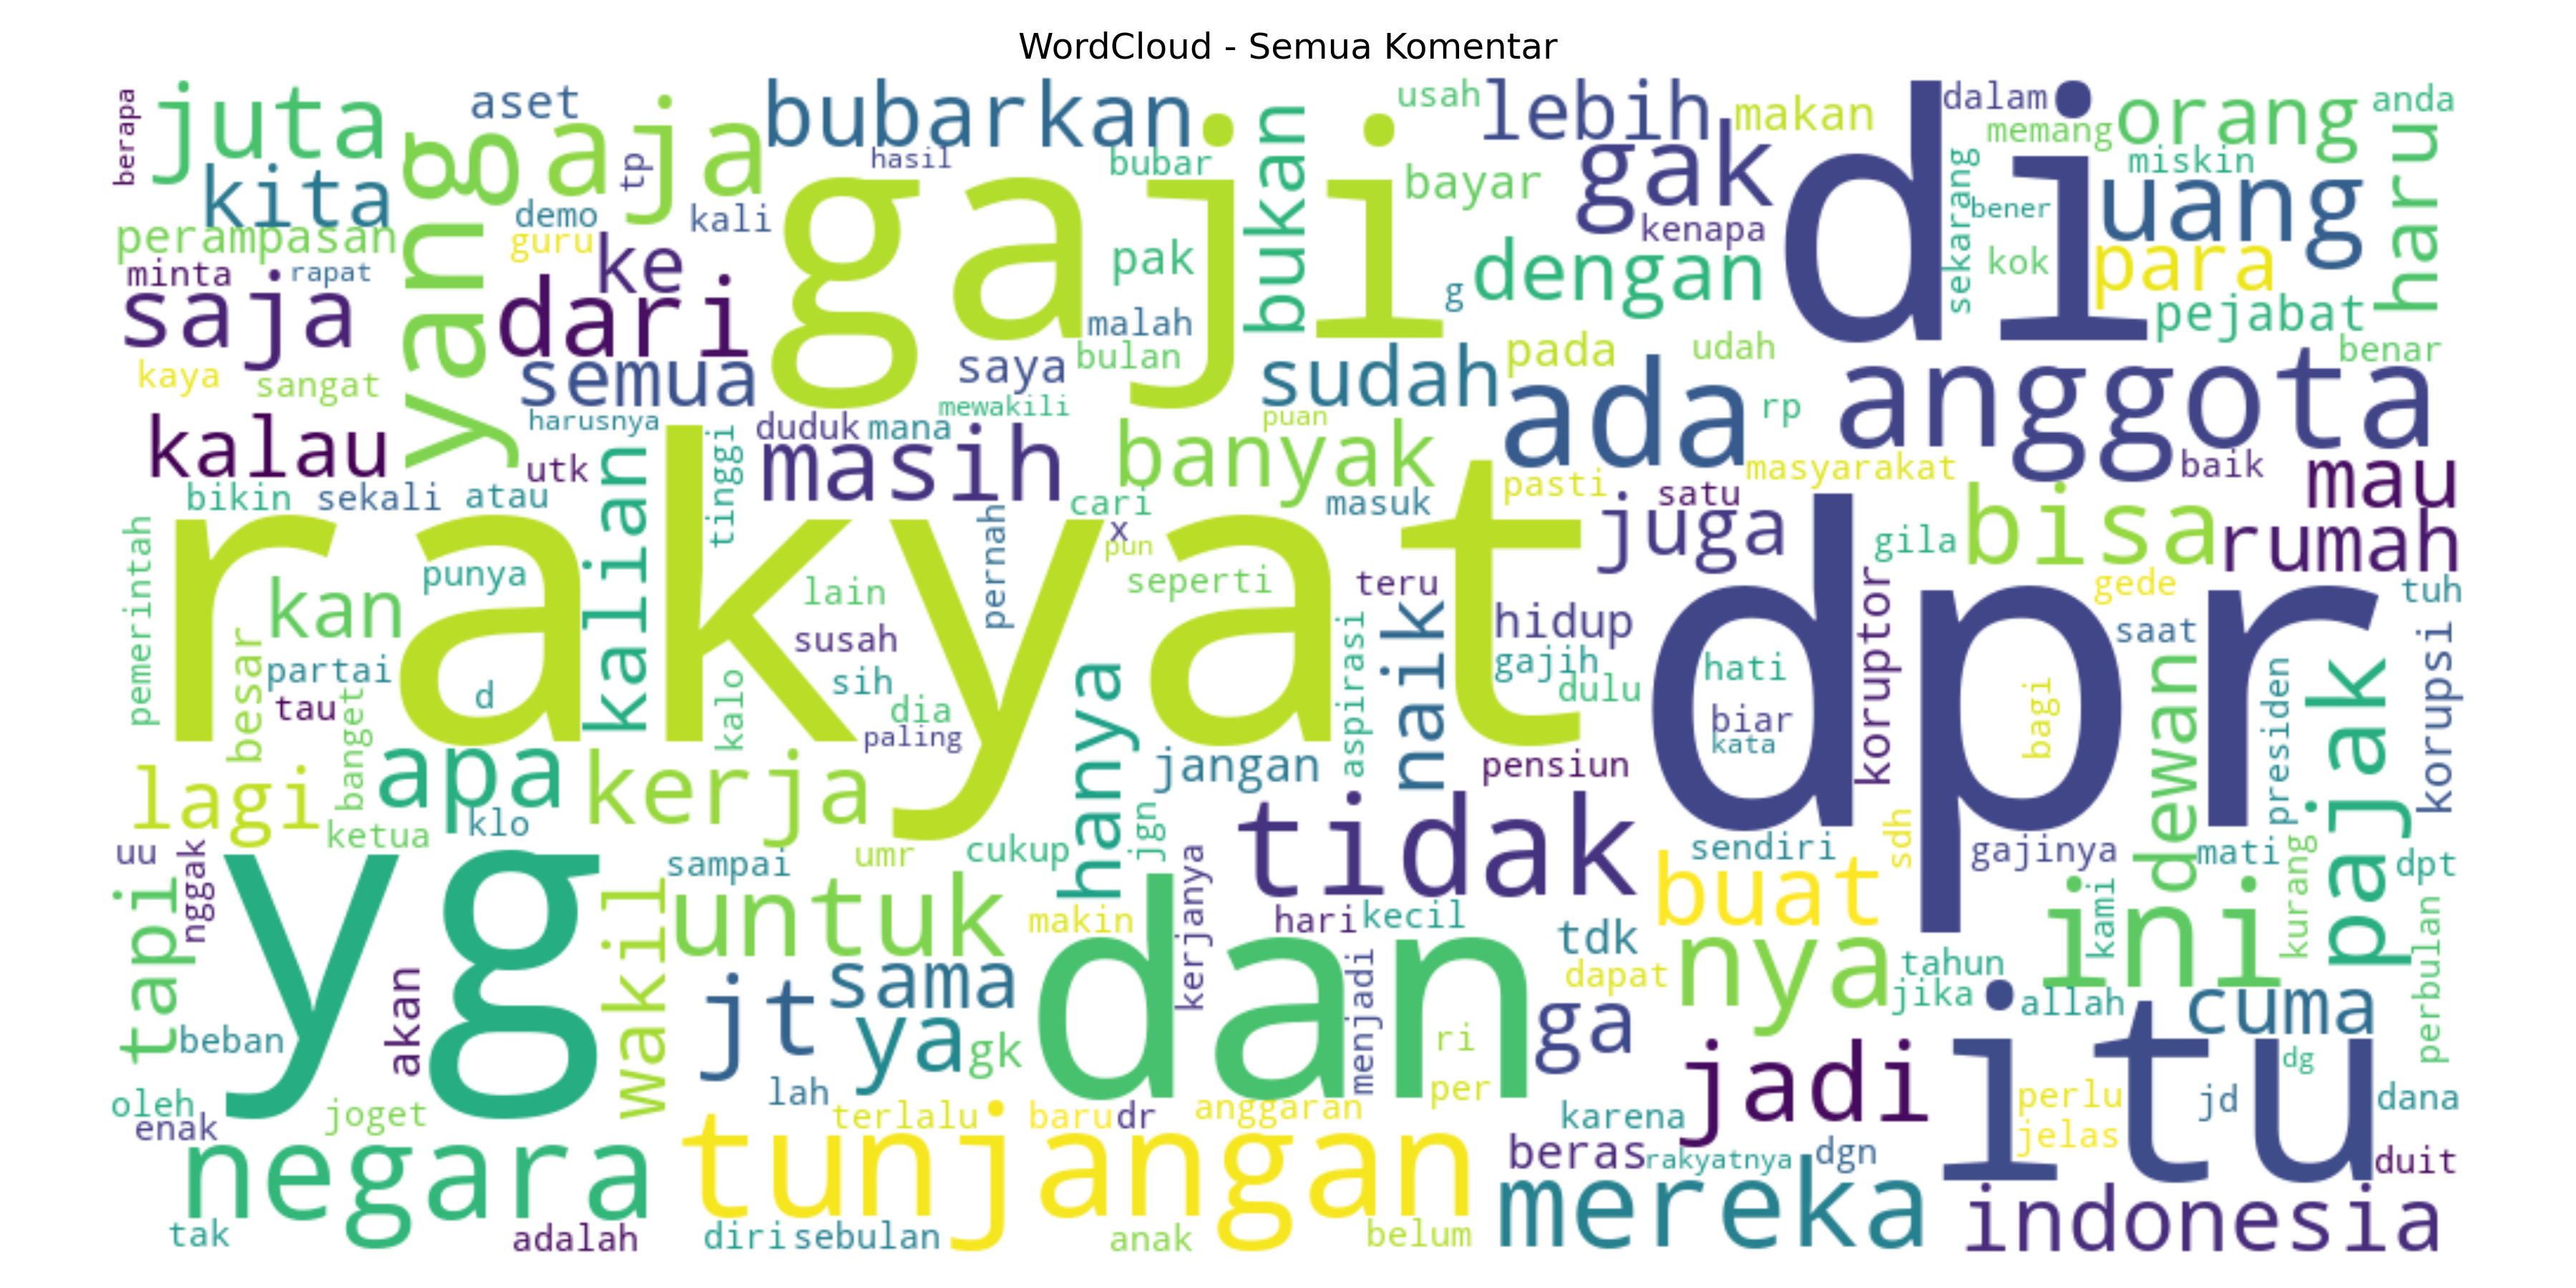 WordCloud - Semua Komentar
berapa
juta
aset
yang
aja
tp
bubarkan
hasil
bubar
bukan
usah
lebih
makan
dalam
di
memang
orang
anda
harus
kita
demo
kali
gaji
bayar
gak
kenapa
sekarang
bener
miskin
uang
perampasan
guru
ke
pak
g
dengan
kok
para
minta
rapat
saja
dari
malah
pejabat
kaya
sangat
semua
saya
bulan
sudah
pada
udah
benar
mewakili
ada
rp
anggota
harusnya
duduk
mana
puan
kalau
utk
kalian
tinggi
masih
banyak
pasti
masyarakat
baik
mau
bikin
sekali
atau
cari
masuk
satu
juga
bisa
rumah
pemerintah
rakyat
x
pun
pernah
gila
punya
lain
seperti
teru
dpr
koruptor
gede
tuh
kan
besar
partai
susah
aspirasi
naik
hidup
gajih
hati
saat
korupsi
tau
banget
d
kalo
sih
dia
paling
hanya
dulu
biar
kata
bagi
dewan
presiden
pajak
lagi
apa
kerja
jangan
pensiun
ketua
klo
jgn
tidak
uu
nggak
sampai
umr
cukup
kerjanya
sendiri
sdh
gajinya
mati
kurang
dpt
tapi
yg
wakil
untuk
makin
dan
hari
kecil
buat
ini
kami
perbulan
akan
jt
sama
tdk
dapat
nya
tahun
jika
allah
cuma
beban
ya
gk
menjadi
ri
ga
itu
dg
oleh
enak
joget
lah
per
jadi
perlu
jd
dana
terlalu
baru
dr
anggaran
karena
jelas
negara
tunjangan
beras
rakyatnya
dgn
duit
mereka
indonesia
tak
adalah
diri
sebulan
anak
belum